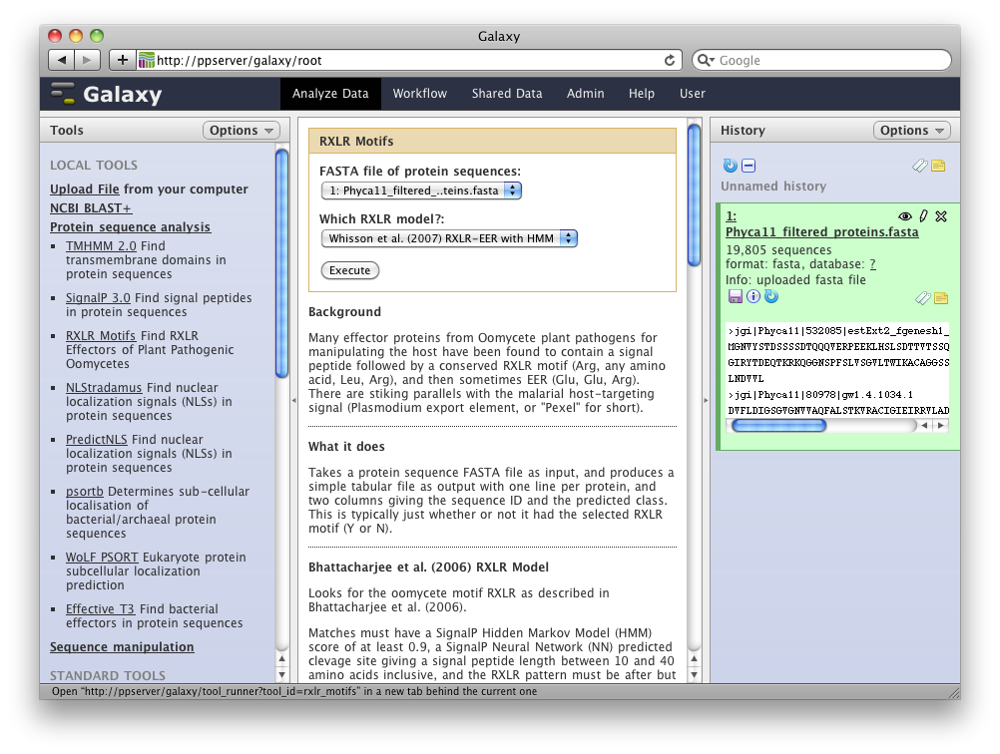 Galaxy
http://ppserver/galaxy/root
Google
Galaxy
Analyze Data Workflow Shared Data Admin Help User
Tools
Options
LOCAL TOOLS
Upload File from your computer
NCBI BLAST+
Protein sequence analysis
TMHMM 2.0 Find
transmembrane domains in
protein sequences
SignalP 3.0 Find signal peptides
in protein sequences
RXLR Motifs Find RXLR
Effectors of Plant Pathogenic
Oomycetes
NLStradamus Find nuclear
localization signals (NLSs) in
protein sequences
PredictNLS Find nuclear
localization signals (NLSs) in
protein sequences
psortb Determines sub-cellular
localisation of
bacterial/archaeal protein
sequences
WoLF PSORT Eukaryote protein
subcellular localization
prediction
Effective T3 Find bacterial
effectors in protein sequences
Sequence manipulation
STANDARD TOOLS
RXLR Motifs
FASTA file of protein sequences:
1: Phyca11_filtered_..teins.fasta
Which RXLR model?:
Whisson et al. (2007) RXLR-EER with HMM
Execute
Background
Many effector proteins from Oomycete plant pathogens for
manipulating the host have been found to contain a signal
peptide followed by a conserved RXLR motif (Arg, any amino
acid, Leu, Arg), and then sometimes EER (Glu, Glu, Arg).
There are stiking parallels with the malarial host-targeting
signal (Plasmodium export element, or "Pexel" for short).
What it does
Takes a protein sequence FASTA file as input, and produces a
simple tabular file as output with one line per protein, and
two columns giving the sequence ID and the predicted class.
This is typically just whether or not it had the selected RXLR
motif (Y or N).
Bhattacharjee et al. (2006) RXLR Model
Looks for the oomycete motif RXLR as described in
Bhattacharjee et al. (2006).
Matches must have a SignalP Hidden Markov Model (HMM)
score of at least 0.9, a SignalP Neural Network (NN) predicted
clevage site giving a signal peptide length between 10 and 40
amino acids inclusive, and the RXLR pattern must be after but
History
Options
Unnamed history
1:
Phyca11_filtered_proteins.fasta
19,805 sequences
format: fasta, database: ?
Info: uploaded fasta file
>jgi|Phyca11|532085|estExt2_fgenesh1_
MGNVYSTDSSSSDTQQQVERPEEKLHSLSDTTVTSSQ
GIRYTDEQTKRKQGGNSPFSLVSGVLTWIKACAGGSS
LNDVVL
>jgi|Phyca11|80978|gw1.4.1034.1
DVFLDIGSGVGNVVAQFALSTKVRACIGIEIRRVLAD
Open “http://ppserver/galaxy/tool_runner?tool_id=rxlr_motifs” in a new tab behind the current one